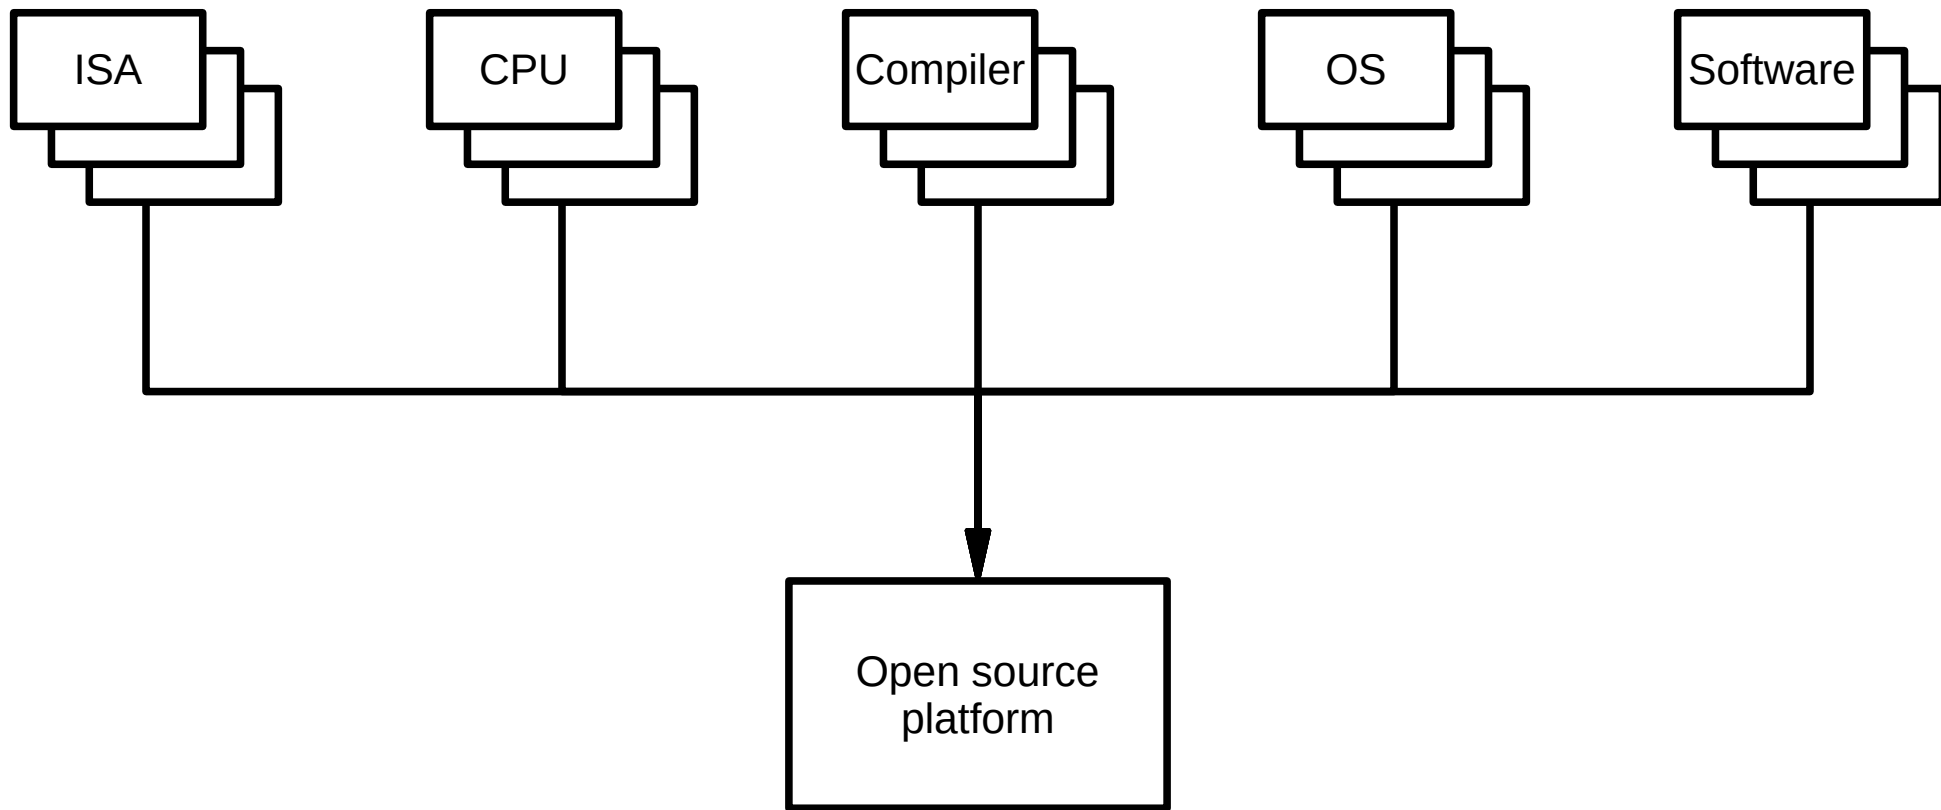 ISA
CPU
Compiler
OS
Software
Open source
platform